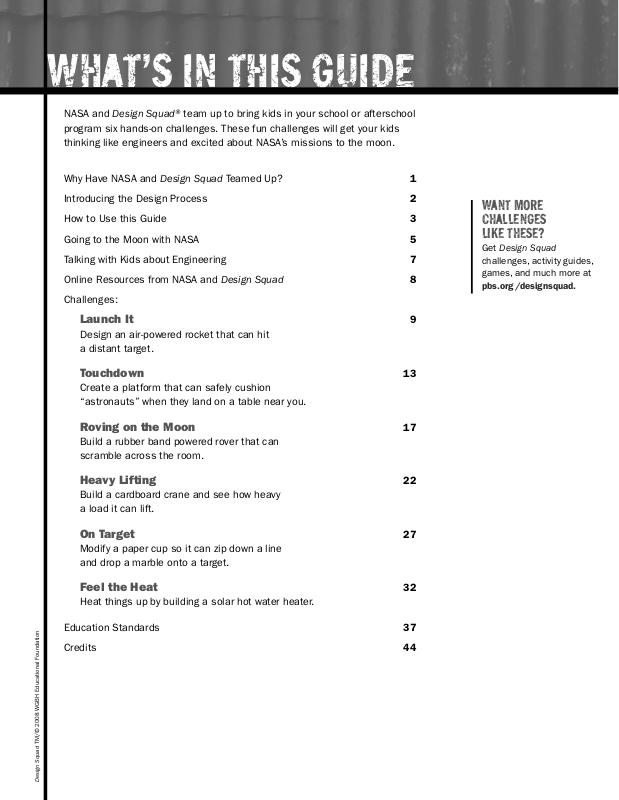 WHAT'S IN THIS GUIDE
NASA and Design Squad® team up to bring kids in your school or afterschool
program six hands-on challenges. These fun challenges will get your kids
thinking like engineers and excited about NASA's missions to the moon.
Why Have NASA and Design Squad Teamed Up? 1
Introducing the Design Process 2
How to Use this Guide 3
Going to the Moon with NASA 5
Talking with Kids about Engineering 7
Online Resources from NASA and Design Squad 8
Challenges:
Launch It 9
Design an air-powered rocket that can hit
a distant target.
Touchdown 13
Create a platform that can safely cushion
“astronauts” when they land on a table near you.
Roving on the Moon 17
Build a rubber band powered rover that can
scramble across the room.
Heavy Lifting 22
Build a cardboard crane and see how heavy
a load it can lift.
On Target 27
Modify a paper cup so it can zip down a line
and drop a marble onto a target.
Feel the Heat 32
Heat things up by building a solar hot water heater.
Education Standards 37
Credits 44
WANT MORE
CHALLENGES
LIKE THESE?
Get Design Squad
challenges, activity guides,
games, and much more at
pbs.org/designsquad.
Design Squad TM/© 2008 WGBH Educational Foundation